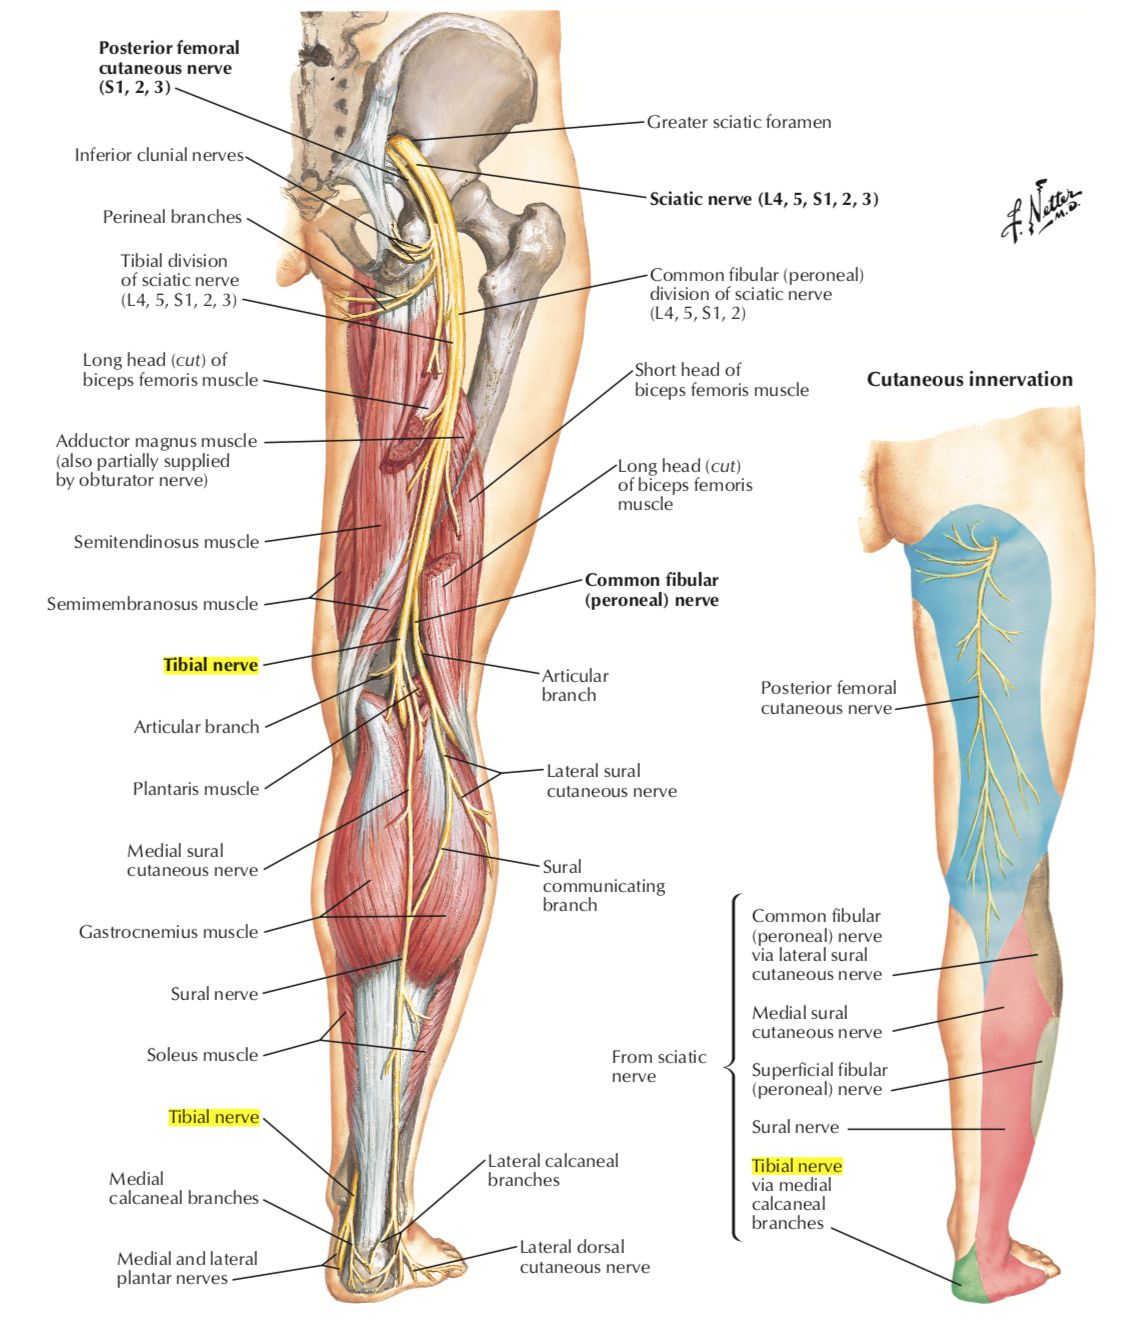 Posterior femoral
cutaneous nerve
(S1, 2, 3)
Inferior clunial nerves
Perineal branches
Tibial division
of sciatic nerve
(L4, 5, S1, 2, 3)
Long head (cut) of
biceps femoris muscle
Adductor magnus muscle
(also partially supplied
by obturator nerve)
Semitendinosus muscle
Semimembranosus muscle
Tibial nerve
Articular branch
Plantaris muscle
Medial sural
cutaneous nerve
Gastrocnemius muscle
Sural nerve
Soleus muscle
Tibial nerve
Medial
calcaneal branches
Medial and lateral
plantar nerves
Greater sciatic foramen
Sciatic nerve (L4, 5, S1, 2, 3)
Common fibular (peroneal)
division of sciatic nerve
(L4, 5, S1, 2)
Short head of
biceps femoris muscle
Long head (cut)
of biceps femoris
muscle
Common fibular
(peroneal) nerve
Articular
branch
Lateral sural
cutaneous nerve
Sural
communicating
branch
Lateral calcaneal
branches
Lateral dorsal
cutaneous nerve
F. Netter
M.D.
Cutaneous innervation
Posterior femoral
cutaneous nerve
From sciatic
nerve
Common fibular
(peroneal) nerve
via lateral sural
cutaneous nerve
Medial sural
cutaneous nerve
Superficial fibular
(peroneal) nerve
Sural nerve
Tibial nerve
via medial
calcaneal
branches